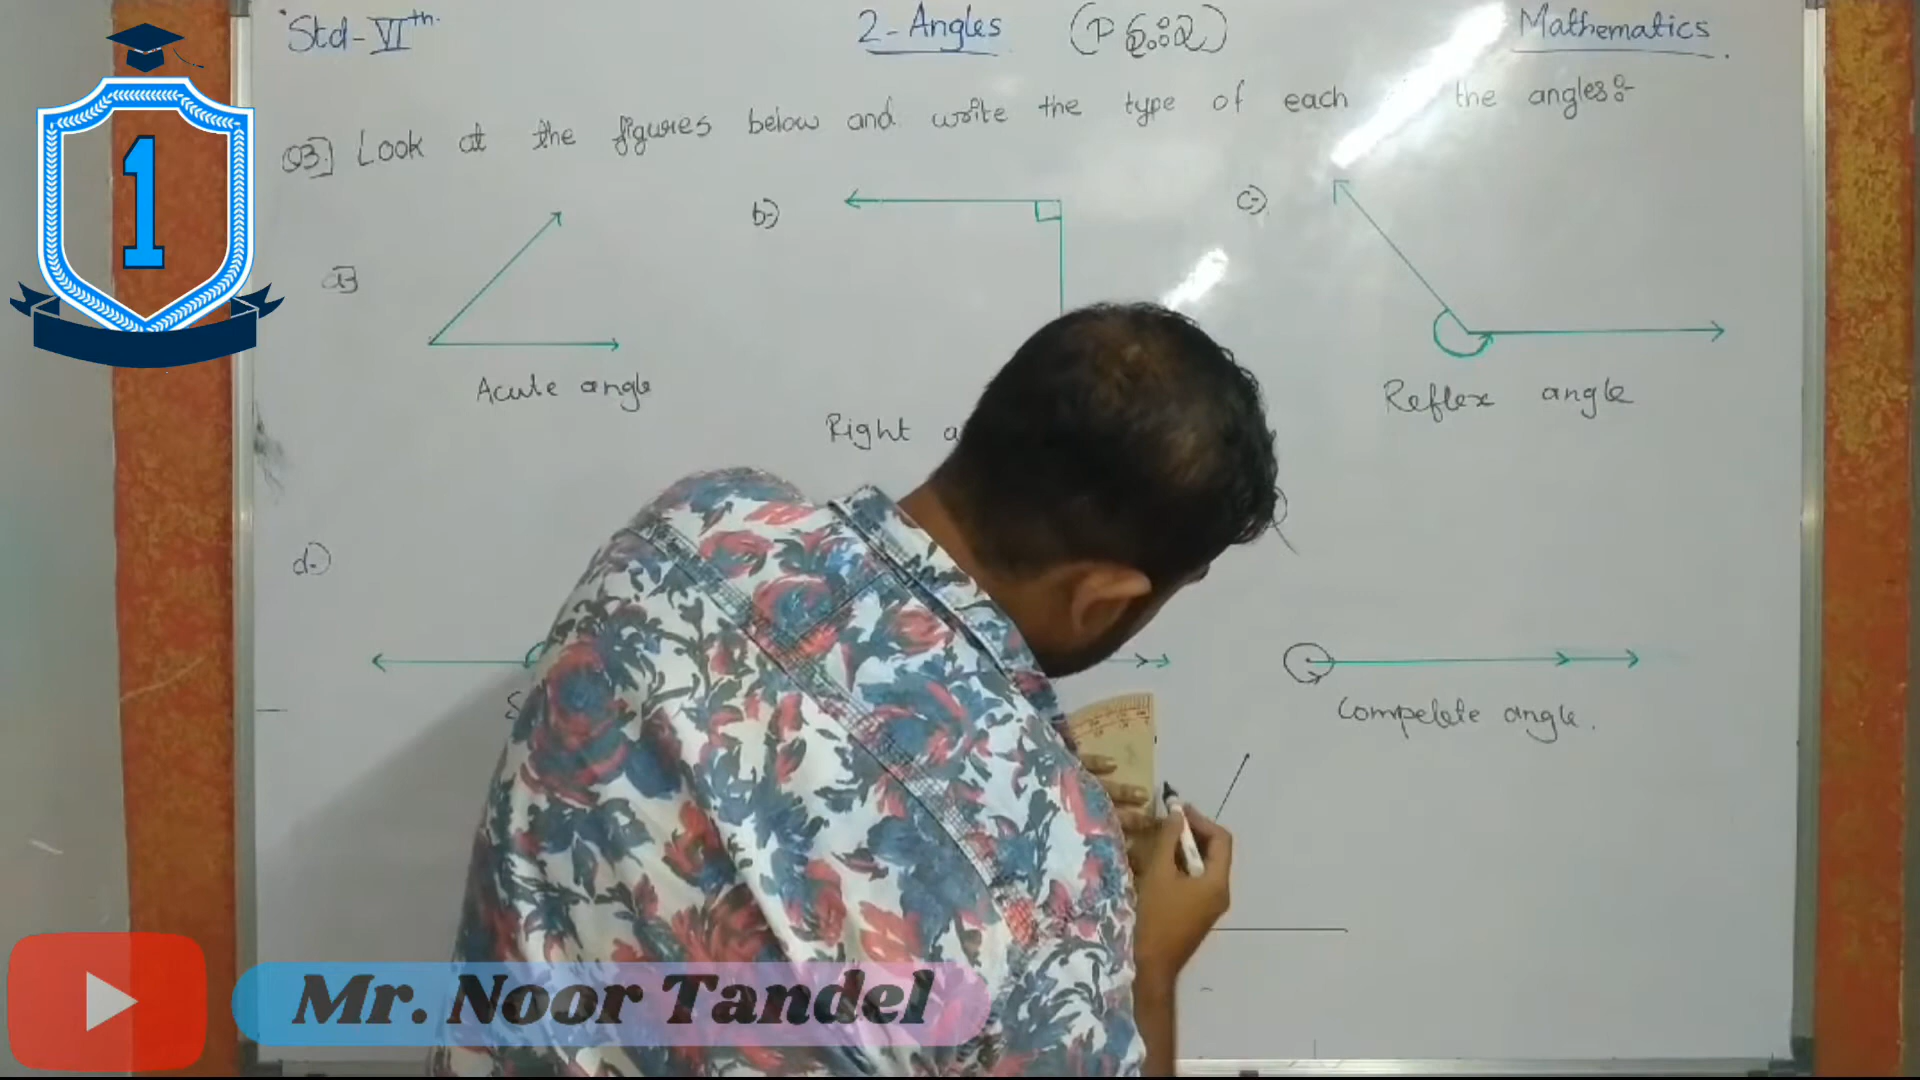 Std-VIth.
2-Angles
Mathematics
Q3.] Look at the figures below and write the type of each the angles:-
a-)
b-)
c-)
Acute angle
Right
Reflex angle
d-)
Compelete angle.
1
Mr. Noor Tandel